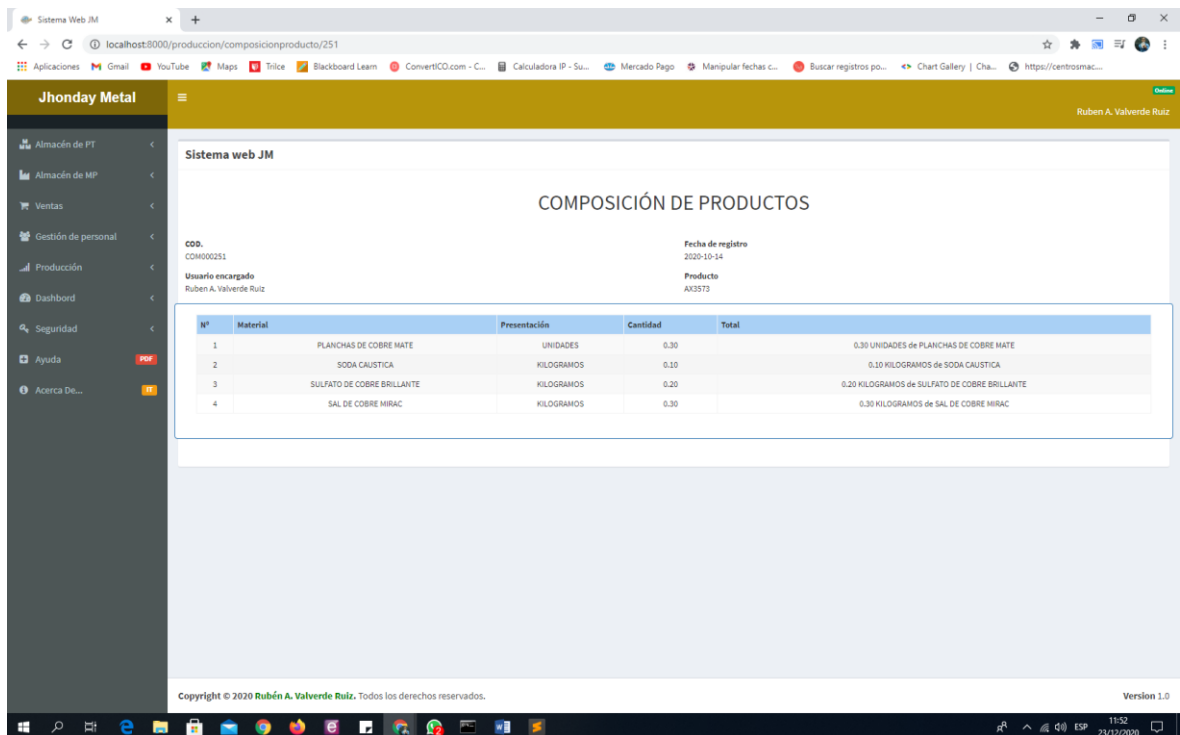 Sistema Web JM
localhost:8000/produccion/composicionproducto/251
Aplicaciones Gmail YouTube Maps Trilce Blackboard Learn ConvertICO.com - C... Calculadora IP - Su... Mercado Pago Manipular fechas c... Buscar registros po... Chart Gallery | Cha... https://centrosmac....
Jhonday Metal
Online
Ruben A. Valverde Ruiz
Almacén de PT
Almacén de MP
Ventas
Gestión de personal
Producción
Dashbord
Seguridad
Ayuda PDF
Acerca De... IT
Sistema web JM
COMPOSICIÓN DE PRODUCTOS
COD. Fecha de registro
COM000251 2020-10-14
Usuario encargado Producto
Ruben A. Valverde Ruiz AX3573
Nº Material Presentación Cantidad Total
1 PLANCHAS DE COBRE MATE UNIDADES 0.30 0.30 UNIDADES de PLANCHAS DE COBRE MATE
2 SODA CAUSTICA KILOGRAMOS 0.10 0.10 KILOGRAMOS de SODA CAUSTICA
3 SULFATO DE COBRE BRILLANTE KILOGRAMOS 0.20 0.20 KILOGRAMOS de SULFATO DE COBRE BRILLANTE
4 SAL DE COBRE MIRAC KILOGRAMOS 0.30 0.30 KILOGRAMOS de SAL DE COBRE MIRAC
Copyright © 2020 Rubén A. Valverde Ruiz. Todos los derechos reservados. Version 1.0
ESP
11:52
23/12/2020